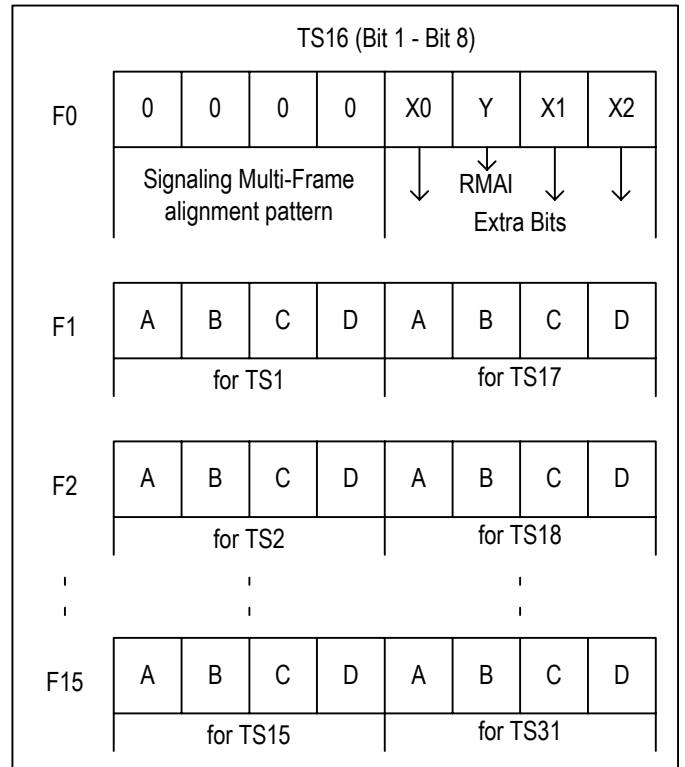 TS16 (Bit 1 - Bit 8)
F0 0 0 0 0 X0 Y X1 X2
Signaling Multi-Frame
alignment pattern
RMAI
Extra Bits
F1 A B C D A B C D
for TS1 for TS17
F2 A B C D A B C D
for TS2 for TS18
F15 A B C D A B C D
for TS15 for TS31